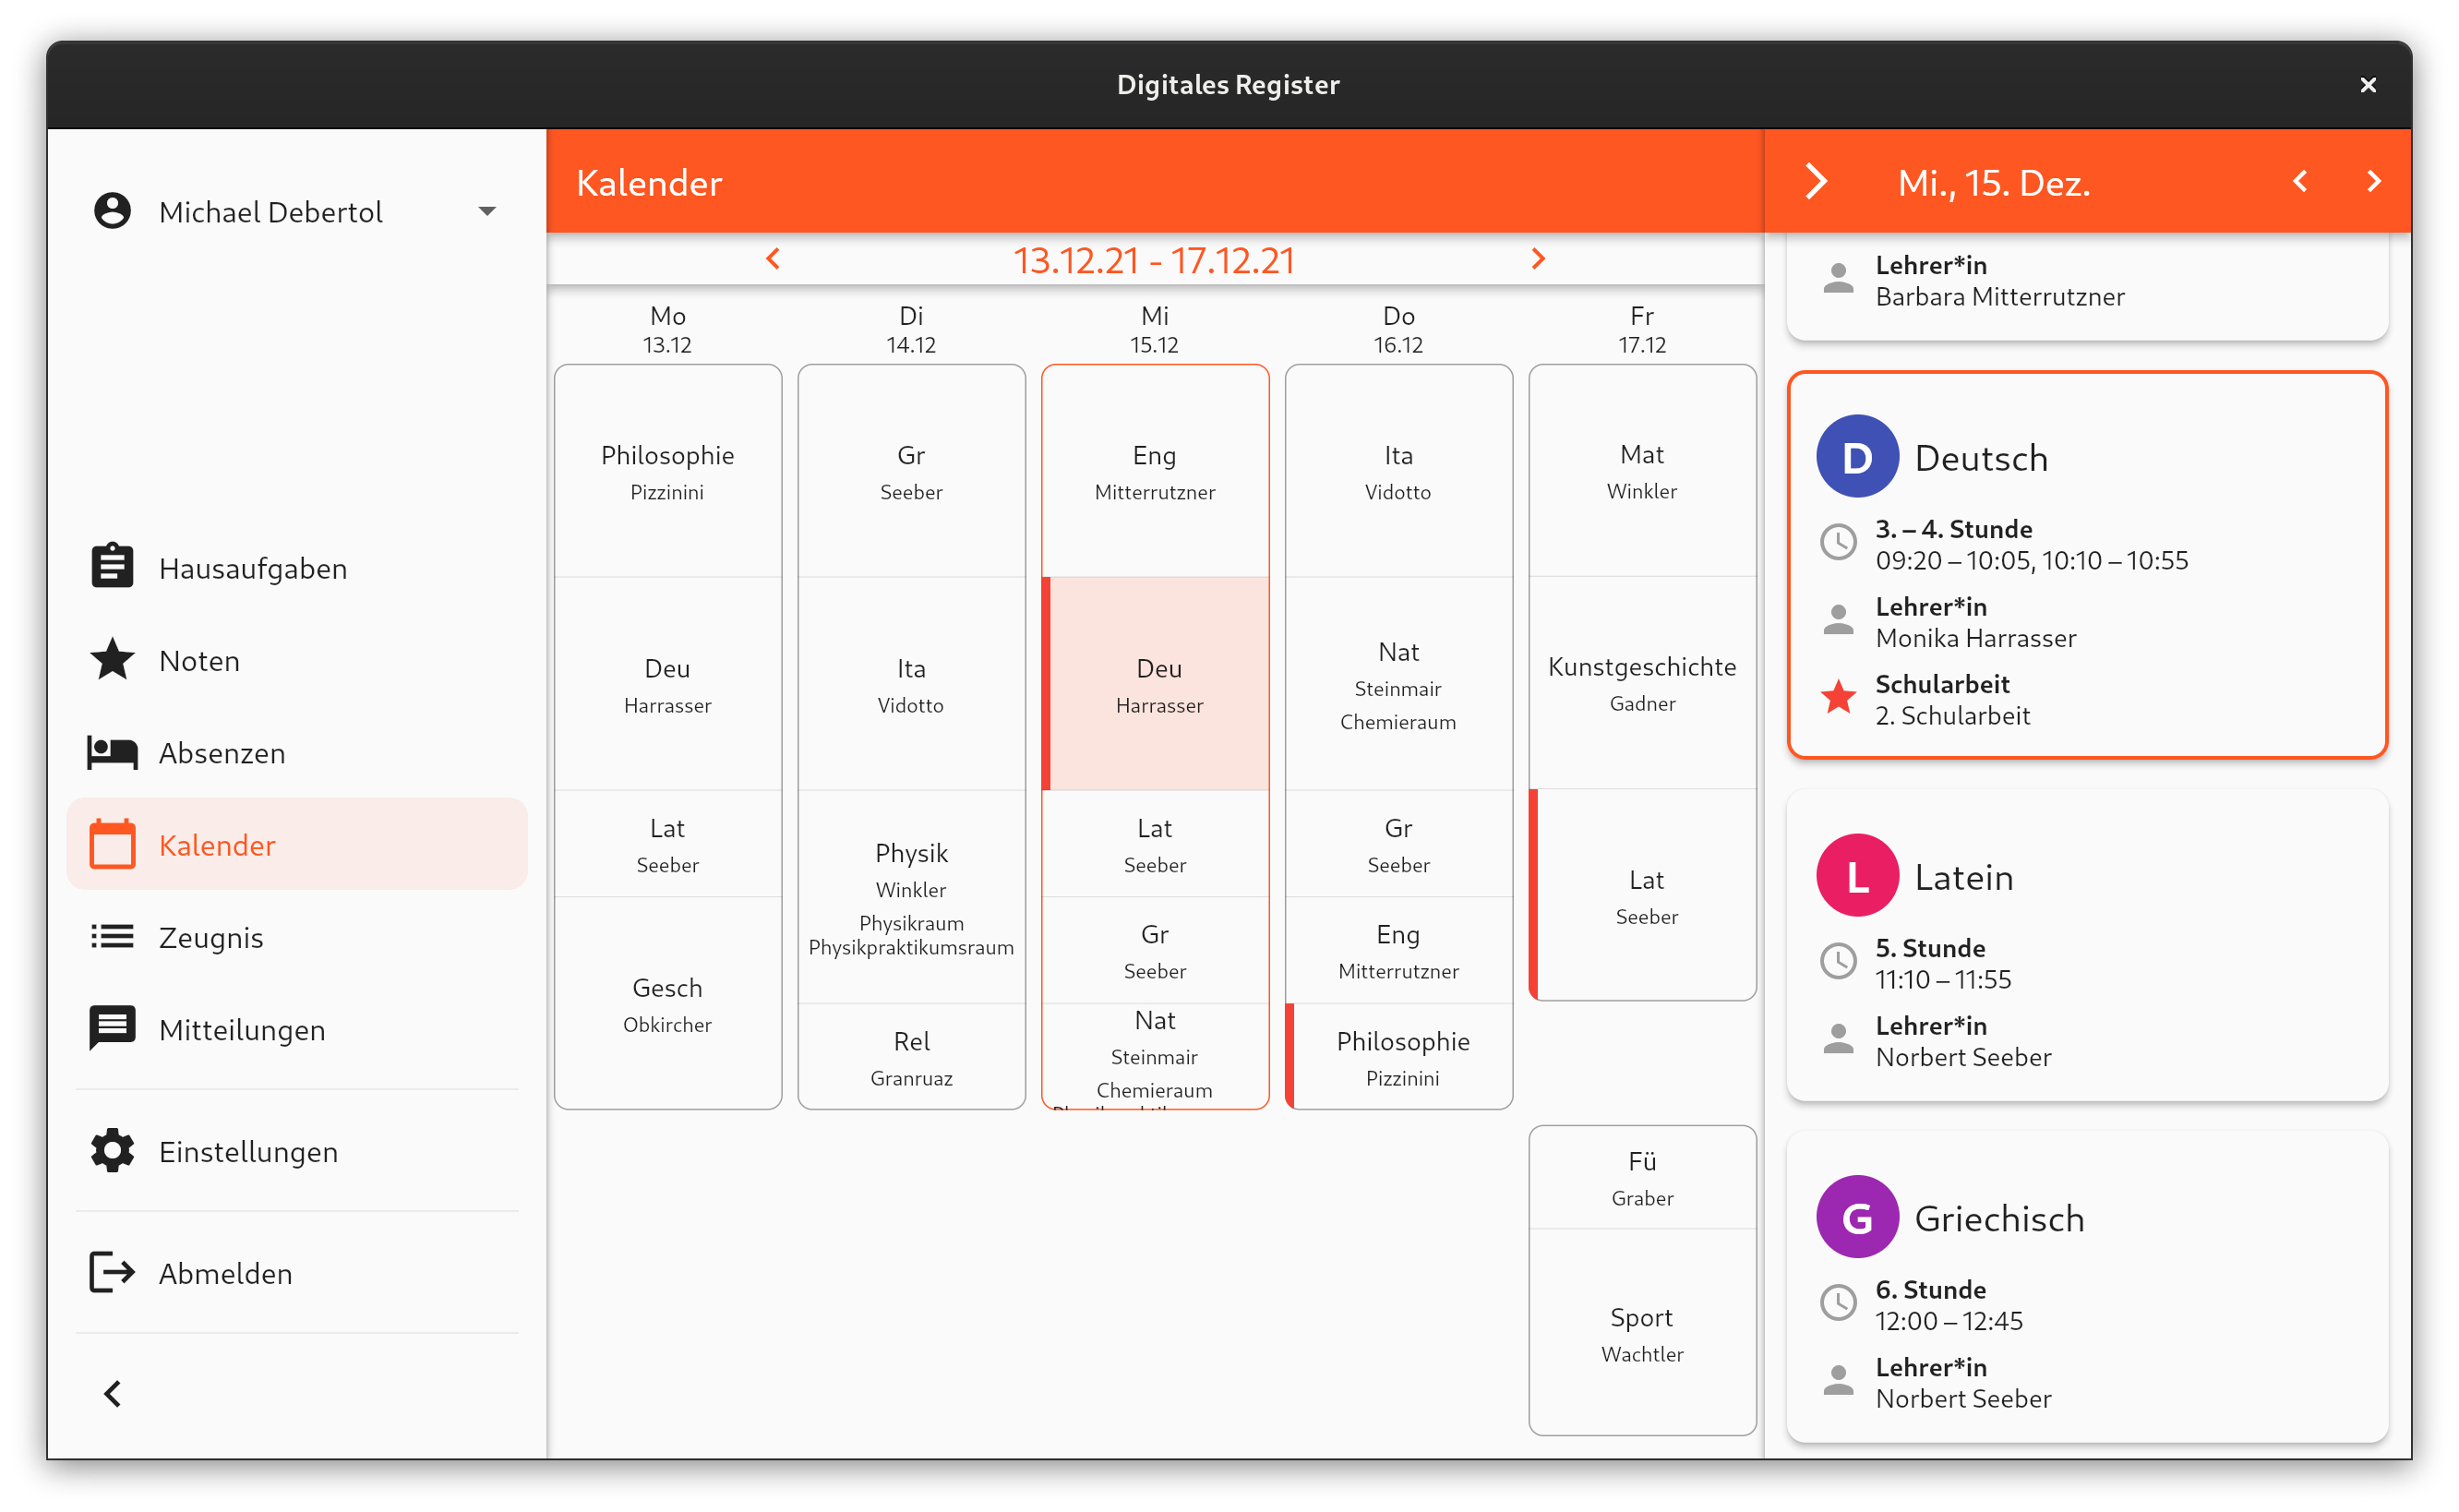 Digitales Register
Michael Debertol
Hausaufgaben
Noten
Absenzen
Kalender
Zeugnis
Mitteilungen
Einstellungen
Abmelden
Kalender
13.12.21 - 17.12.21
Mo
13.12
Philosophie
Pizzinini
Deu
Harrasser
Lat
Seeber
Gesch
Obkircher
Di
14.12
Gr
Seeber
Ita
Vidotto
Physik
Winkler
Physikraum
Physikpraktikumsraum
Rel
Granruaz
Mi
15.12
Eng
Mitterrutzner
Deu
Harrasser
Lat
Seeber
Gr
Seeber
Nat
Steinmair
Chemieraum
Do
16.12
Ita
Vidotto
Nat
Steinmair
Chemieraum
Gr
Seeber
Eng
Mitterrutzner
Philosophie
Pizzinini
Fr
17.12
Mat
Winkler
Kunstgeschichte
Gadner
Lat
Seeber
Fü
Graber
Sport
Wachtler
Mi., 15. Dez.
Lehrer*in
Barbara Mitterrutzner
D
Deutsch
3. – 4. Stunde
09:20 – 10:05, 10:10 – 10:55
Lehrer*in
Monika Harrasser
Schularbeit
2. Schularbeit
L
Latein
5. Stunde
11:10 – 11:55
Lehrer*in
Norbert Seeber
G
Griechisch
6. Stunde
12:00 – 12:45
Lehrer*in
Norbert Seeber